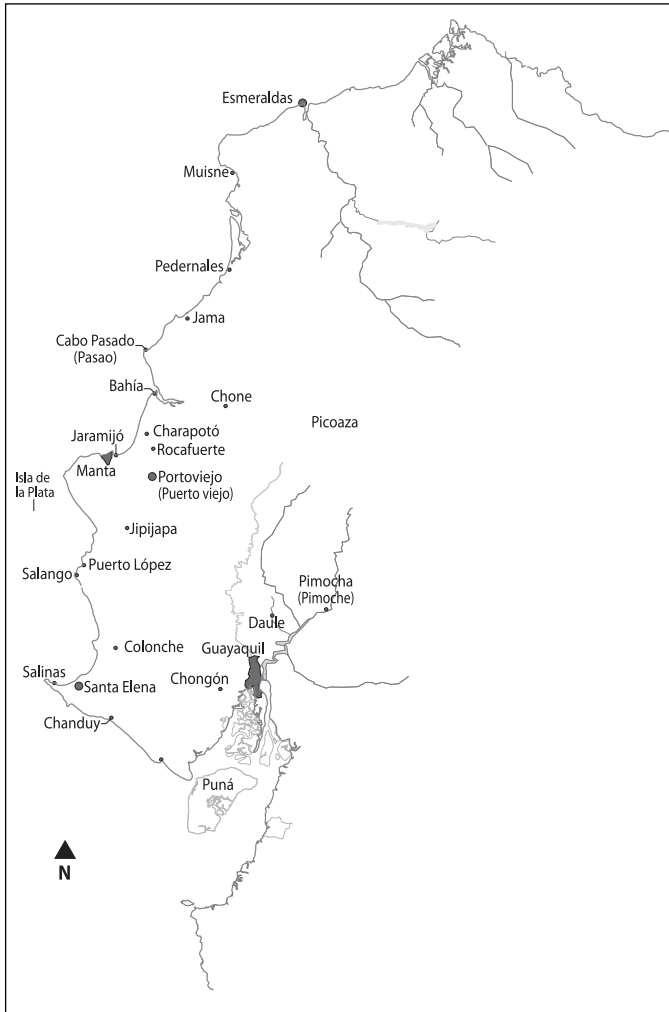 Esmeraldas
Muisne
Pedernales
Jama
Cabo Pasado
(Pasao)
Bahía
Chone
Picoaza
Charapotó
Jaramijó
Rocafuerte
Manta
Isla de
la Plata
Portoviejo
(Puerto viejo)
Jipijapa
Puerto López
Salango
Pimocha
(Pimoche)
Daule
Colonche
Guayaquil
Salinas
Santa Elena
Chongón
Chanduy
Puná
N